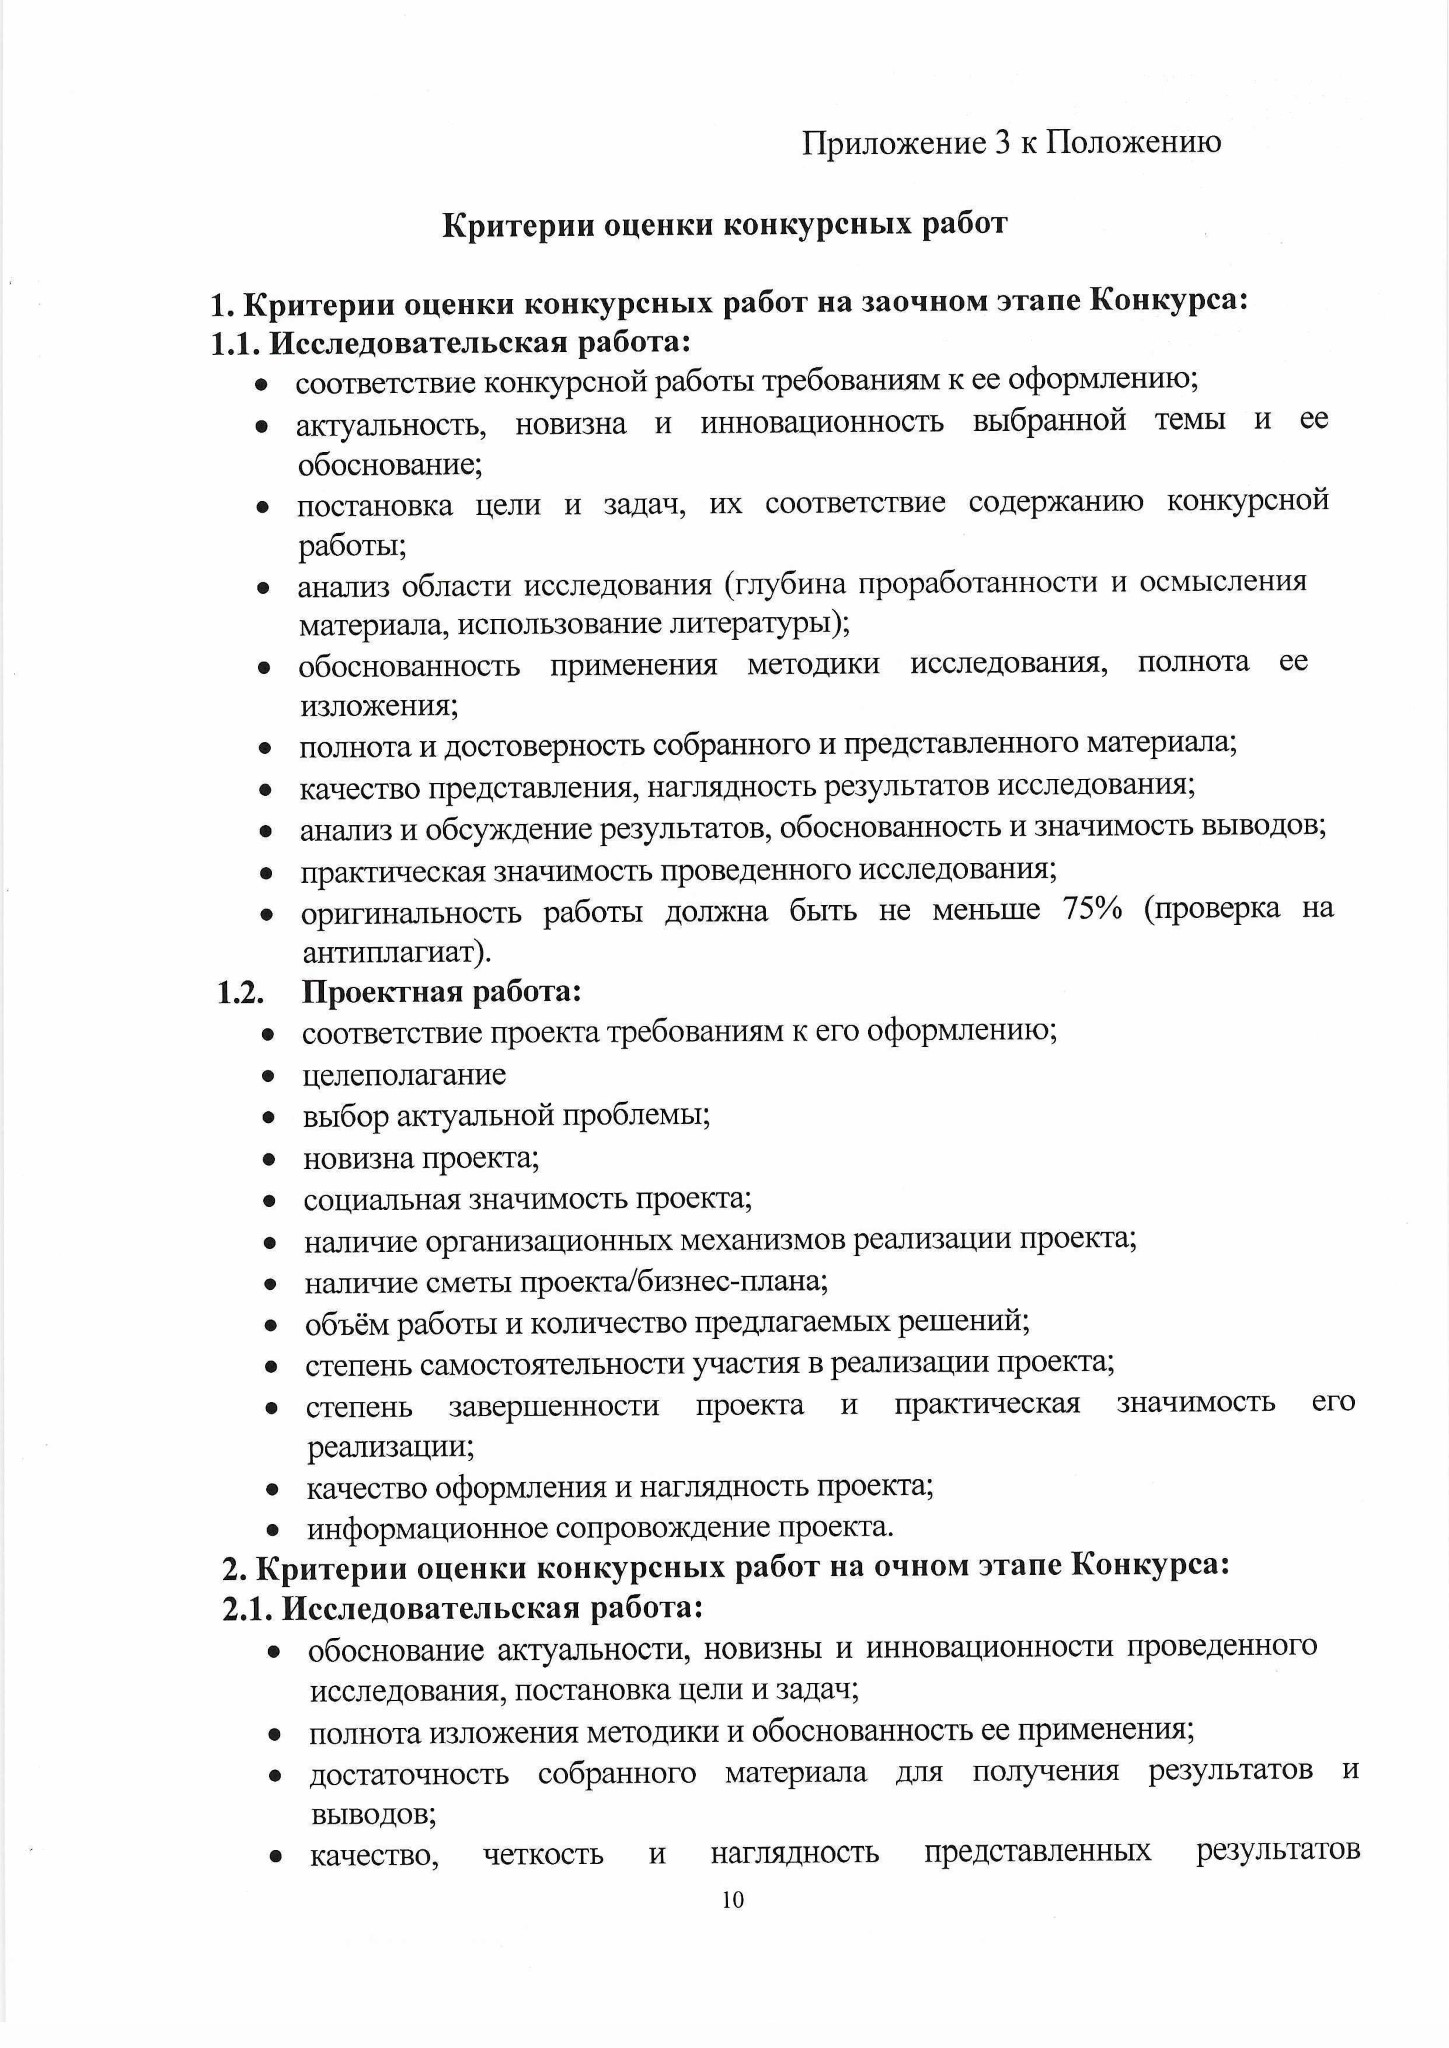 Приложение 3 к Положению
Критерии оценки конкурсных работ
1. Критерии оценки конкурсных работ на заочном этапе Конкурса:
1.1. Исследовательская работа:
• соответствие конкурсной работы требованиям к ее оформлению;
• актуальность, новизна и инновационность выбранной темы и ее
обоснование;
• постановка цели и задач, их соответствие содержанию конкурсной
работы;
• анализ области исследования (глубина проработанности и осмысления
материала, использование литературы);
• обоснованность применения методики исследования, полнота ее
изложения;
• полнота и достоверность собранного и представленного материала;
• качество представления, наглядность результатов исследования;
• анализ и обсуждение результатов, обоснованность и значимость выводов;
• практическая значимость проведенного исследования;
• оригинальность работы должна быть не меньше 75% (проверка на
антиплагиат).
1.2. Проектная работа:
• соответствие проекта требованиям к его оформлению;
• целеполагание
• выбор актуальной проблемы;
• новизна проекта;
• социальная значимость проекта;
• наличие организационных механизмов реализации проекта;
• наличие сметы проекта/бизнес-плана;
• объём работы и количество предлагаемых решений;
• степень самостоятельности участия в реализации проекта;
• степень завершенности проекта и практическая значимость его
реализации;
• качество оформления и наглядность проекта;
• информационное сопровождение проекта.
2. Критерии оценки конкурсных работ на очном этапе Конкурса:
2.1. Исследовательская работа:
• обоснование актуальности, новизны и инновационности проведенного
исследования, постановка цели и задач;
• полнота изложения методики и обоснованность ее применения;
• достаточность собранного материала для получения результатов и
выводов;
• качество, четкость и наглядность представленных результатов
10